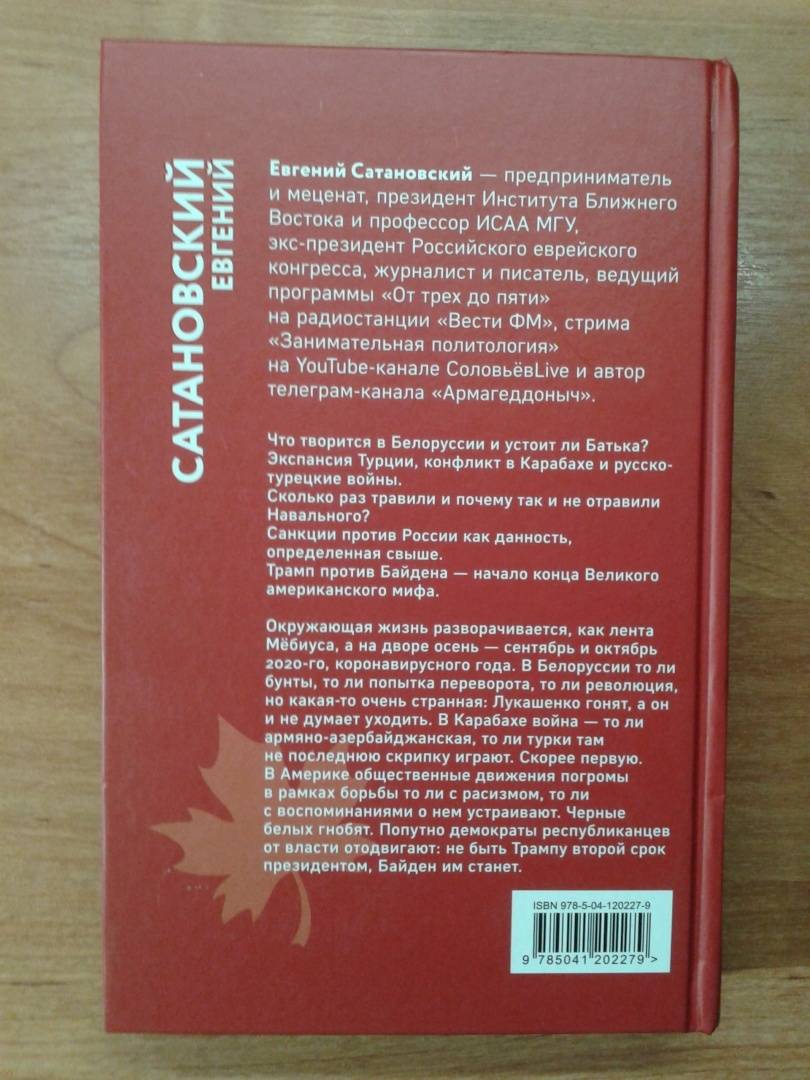 САТАНОВСКИЙ
ЕВГЕНИЙ
Евгений Сатановский — предприниматель
и меценат, президент Института Ближнего
Востока и профессор ИСАА МГУ,
экс-президент Российского еврейского
конгресса, журналист и писатель, ведущий
программы «От трех до пяти»
на радиостанции «Вести ФМ», стрима
«Занимательная политология»
на YouTube-канале СоловьёвLive и автор
телеграм-канала «Армагеддоныч».
Что творится в Белоруссии и устоит ли Батька?
Экспансия Турции, конфликт в Карабахе и русско-
турецкие войны.
Сколько раз травили и почему так и не отравили
Навального?
Санкции против России как данность,
определенная свыше.
Трамп против Байдена — начало конца Великого
американского мифа.
Окружающая жизнь разворачивается, как лента
Мёбиуса, а на дворе осень — сентябрь и октябрь
2020-го, коронавирусного года. В Белоруссии то ли
бунты, то ли попытка переворота, то ли революция,
но какая-то очень странная: Лукашенко гонят, а он
и не думает уходить. В Карабахе война — то ли
армяно-азербайджанская, то ли турки там
не последнюю скрипку играют. Скорее первую.
В Америке общественные движения погромы
в рамках борьбы то ли с расизмом, то ли
с воспоминаниями о нем устраивают. Черные
белых гнобят. Попутно демократы республиканцев
от власти отодвигают: не быть Трампу второй срок
президентом, Байден им станет.
ISBN 978-5-04-120227-9
9 785041 202279 >